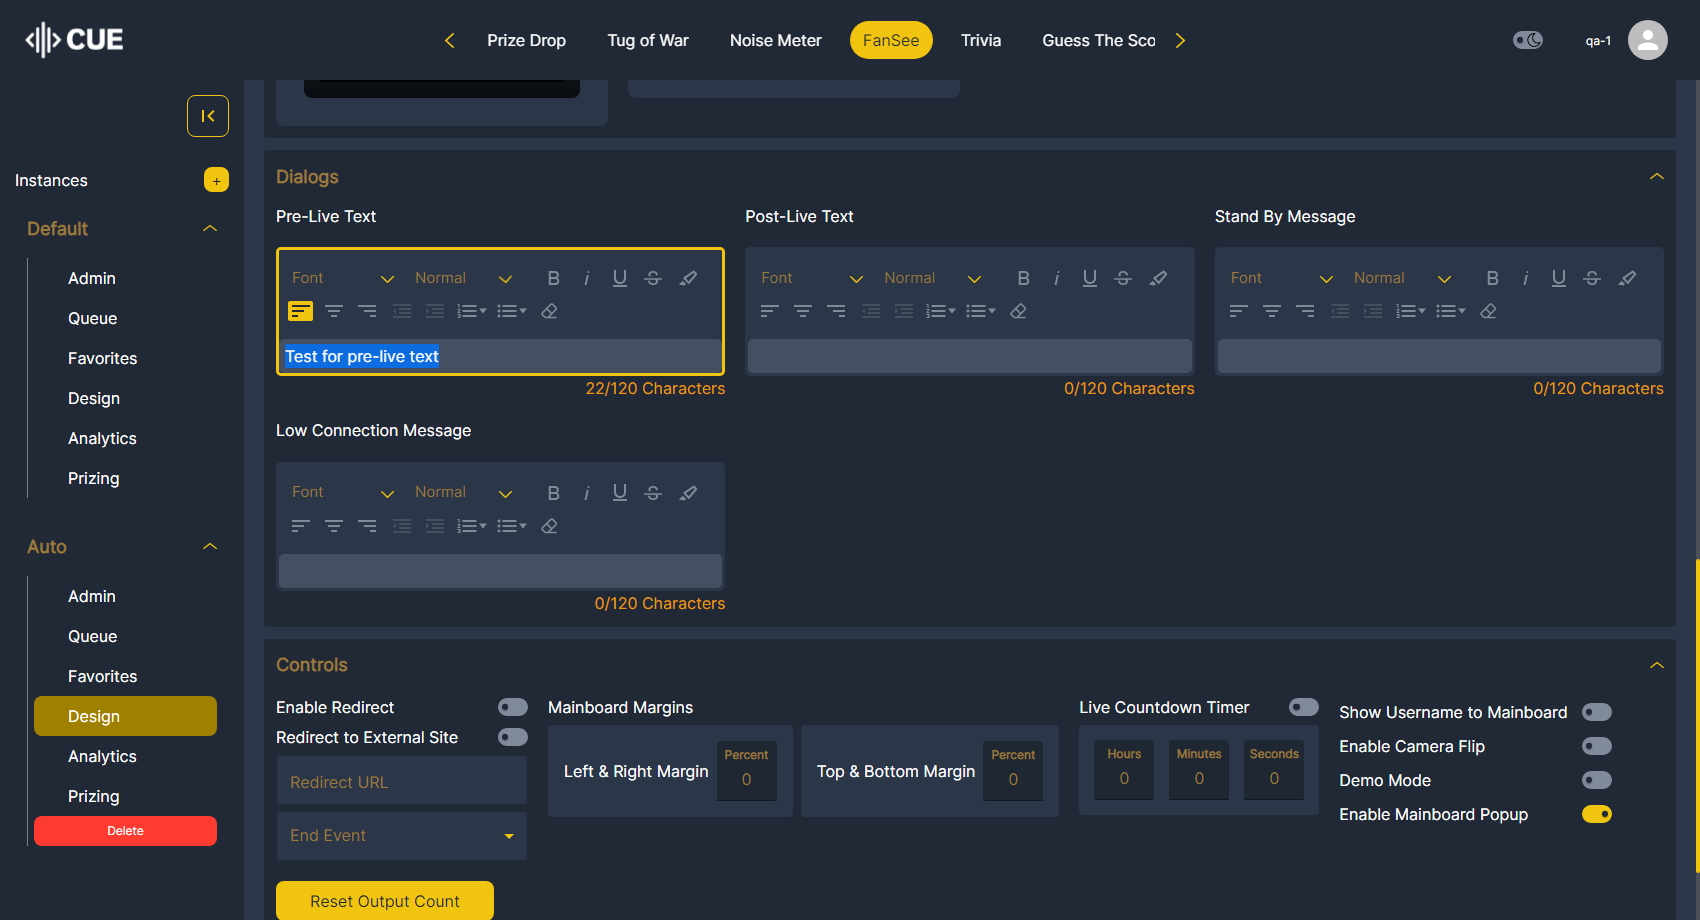 CUE
Prize Drop
Tug of War
Noise Meter
FanSee
Trivia
Guess The Sco
qa-1
Instances
+
Default
Admin
Queue
Favorites
Design
Analytics
Prizing
Auto
Admin
Queue
Favorites
Design
Analytics
Prizing
Delete
Dialogs
Pre-Live Text
Font Normal B i U S
Test for pre-live text
22/120 Characters
Post-Live Text
Font Normal B i U S
0/120 Characters
Stand By Message
Font Normal B i U S
0/120 Characters
Low Connection Message
Font Normal B i U S
0/120 Characters
Controls
Enable Redirect
Redirect to External Site
Redirect URL
End Event
Reset Output Count
Mainboard Margins
Left & Right Margin
Percent
0
Top & Bottom Margin
Percent
0
Live Countdown Timer
Hours
0
Minutes
0
Seconds
0
Show Username to Mainboard
Enable Camera Flip
Demo Mode
Enable Mainboard Popup